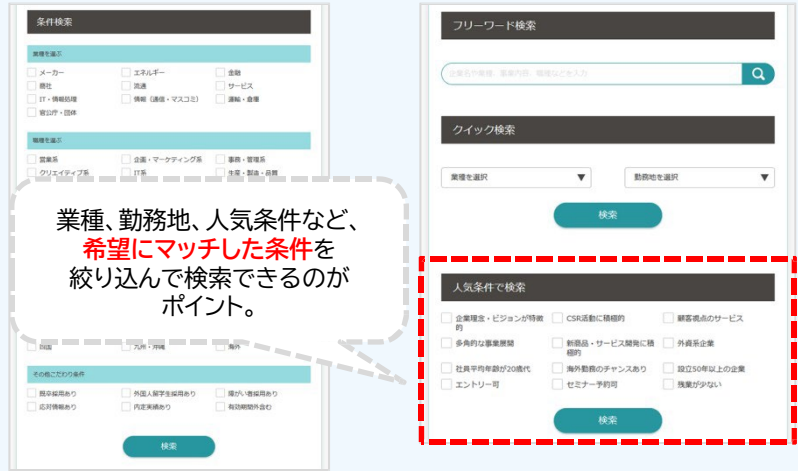 条件検索
業種を選ぶ
メーカー
エネルギー
金融
商社
流通
サービス
IT・情報処理
情報（通信・マスコミ）
運輸・倉庫
官公庁・団体
職種を選ぶ
営業系
企画・マーケティング系
事務・管理系
クリエイティブ系
IT系
生産・製造・品質
業種、勤務地、人気条件など、
希望にマッチした条件を
絞り込んで検索できるのが
ポイント。
四国
九州・沖縄
海外
その他こだわり条件
既卒採用あり
外国人留学生採用あり
障がい者採用あり
応対情報あり
内定実績あり
有効期間外含む
検索
フリーワード検索
企業名や業種、事業内容、職種などを入力
クイック検索
業種を選択
勤務地を選択
検索
人気条件で検索
企業理念・ビジョンが特徴
的
CSR活動に積極的
顧客視点のサービス
多角的な事業展開
新商品・サービス開発に積
極的
外資系企業
社員平均年齢が20歳代
海外勤務のチャンスあり
設立50年以上の企業
エントリー可
セミナー予約可
残業が少ない
検索